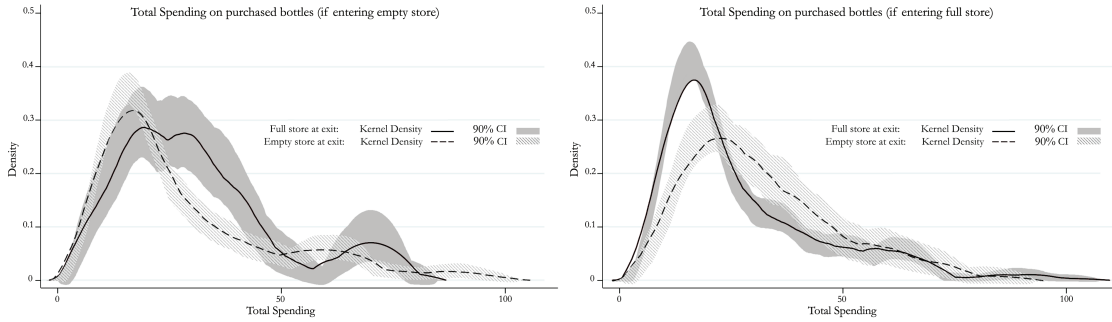 Total Spending on purchased bottles (if entering empty store)
0.5
0.4
0.3
0.2
0.1
0
Density
Full store at exit: Kernel Density 90% CI
Empty store at exit: Kernel Density 90% CI
0 50 100
Total Spending
Total Spending on purchased bottles (if entering full store)
0.5
0.4
0.3
0.2
0.1
0
Density
Full store at exit: Kernel Density 90% CI
Empty store at exit: Kernel Density 90% CI
0 50 100
Total Spending